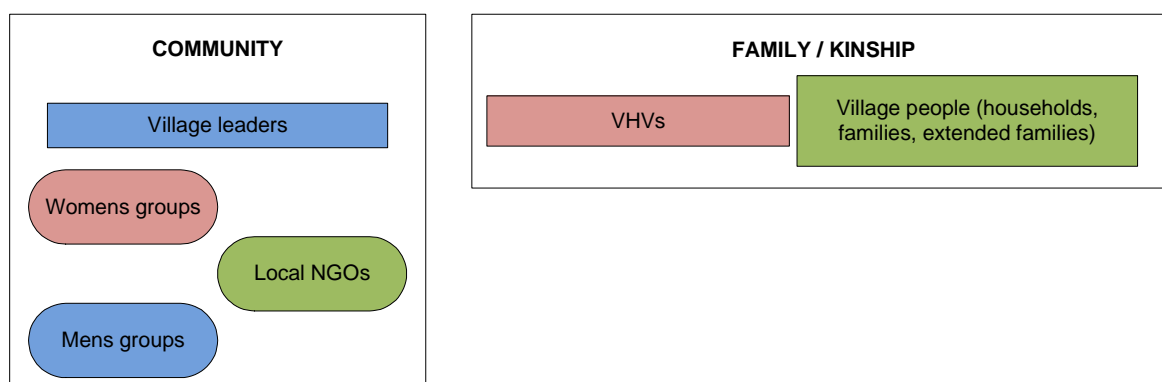 COMMUNITY
Village leaders
Womens groups
Local NGOs
Mens groups
FAMILY / KINSHIP
VHVs
Village people (households,
families, extended families)